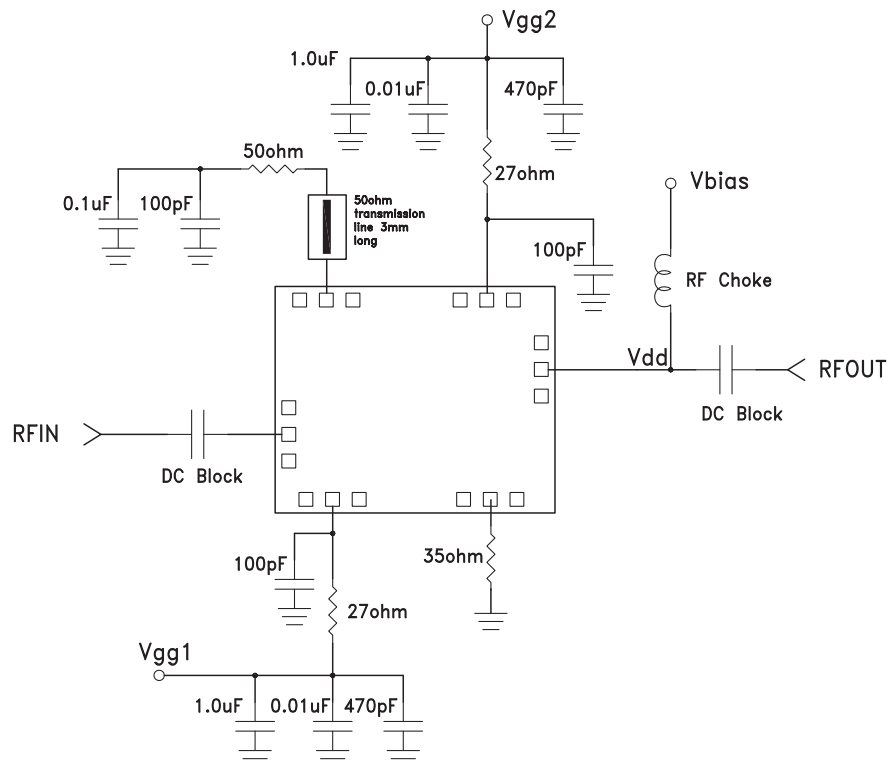 Vgg2
1.0uF
0.01uF
470pF
50ohm
27ohm
0.1uF
100pF
50ohm
transmission
line 3mm
long
Vbias
100pF
RF Choke
Vdd
RFOUT
DC Block
RFIN
DC Block
100pF
35ohm
27ohm
Vgg1
1.0uF
0.01uF
470pF